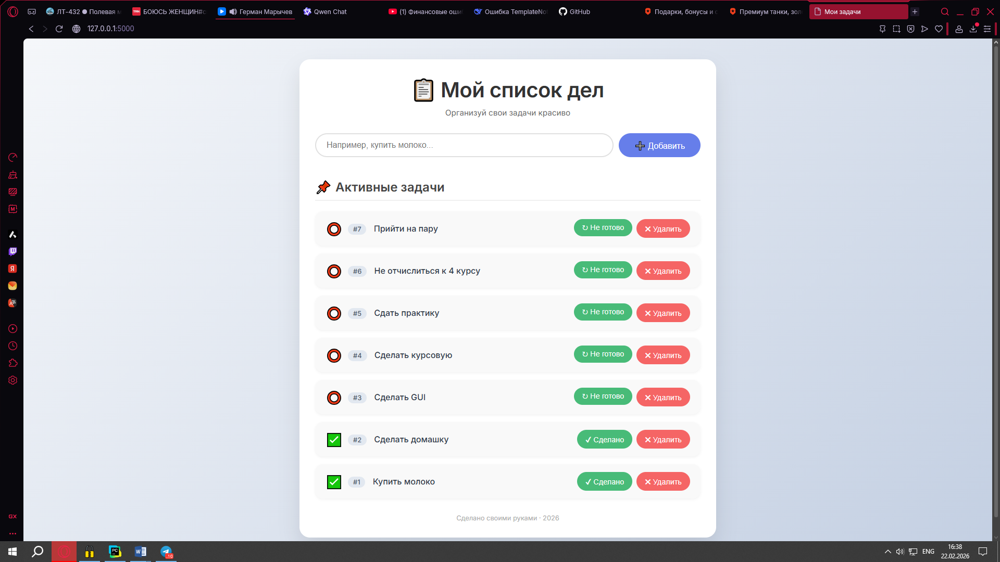 ЛТ-432 ● Полевая
БОЮСЬ ЖЕНЩИН#
Герман Марычев
Qwen Chat
(1) Финансовые оши
Ошибка TemplateNo
GitHub
Подарки, бонусы и с
Премиум танки, зол
Мои задачи
127.0.0.1:5000
📋 Мой список дел
Организуй свои задачи красиво
Например, купить молоко...
➕ Добавить
📌 Активные задачи
#7 Прийти на пару ↻ Не готово ✕ Удалить
#6 Не отчислиться к 4 курсу ↻ Не готово ✕ Удалить
#5 Сдать практику ↻ Не готово ✕ Удалить
#4 Сделать курсовую ↻ Не готово ✕ Удалить
#3 Сделать GUI ↻ Не готово ✕ Удалить
#2 Сделать домашку ✓ Сделано ✕ Удалить
#1 Купить молоко ✓ Сделано ✕ Удалить
Сделано своими руками · 2026
GX
ENG
16:38
22.02.2026